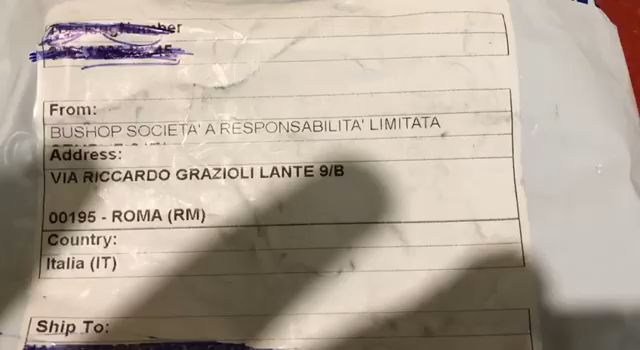 From:
BUSHOP SOCIETA' A RESPONSABILITA' LIMITATA
Address:
VIA RICCARDO GRAZIOLI LANTE 9/B
00195 - ROMA (RM)
Country:
Italia (IT)
Ship To: